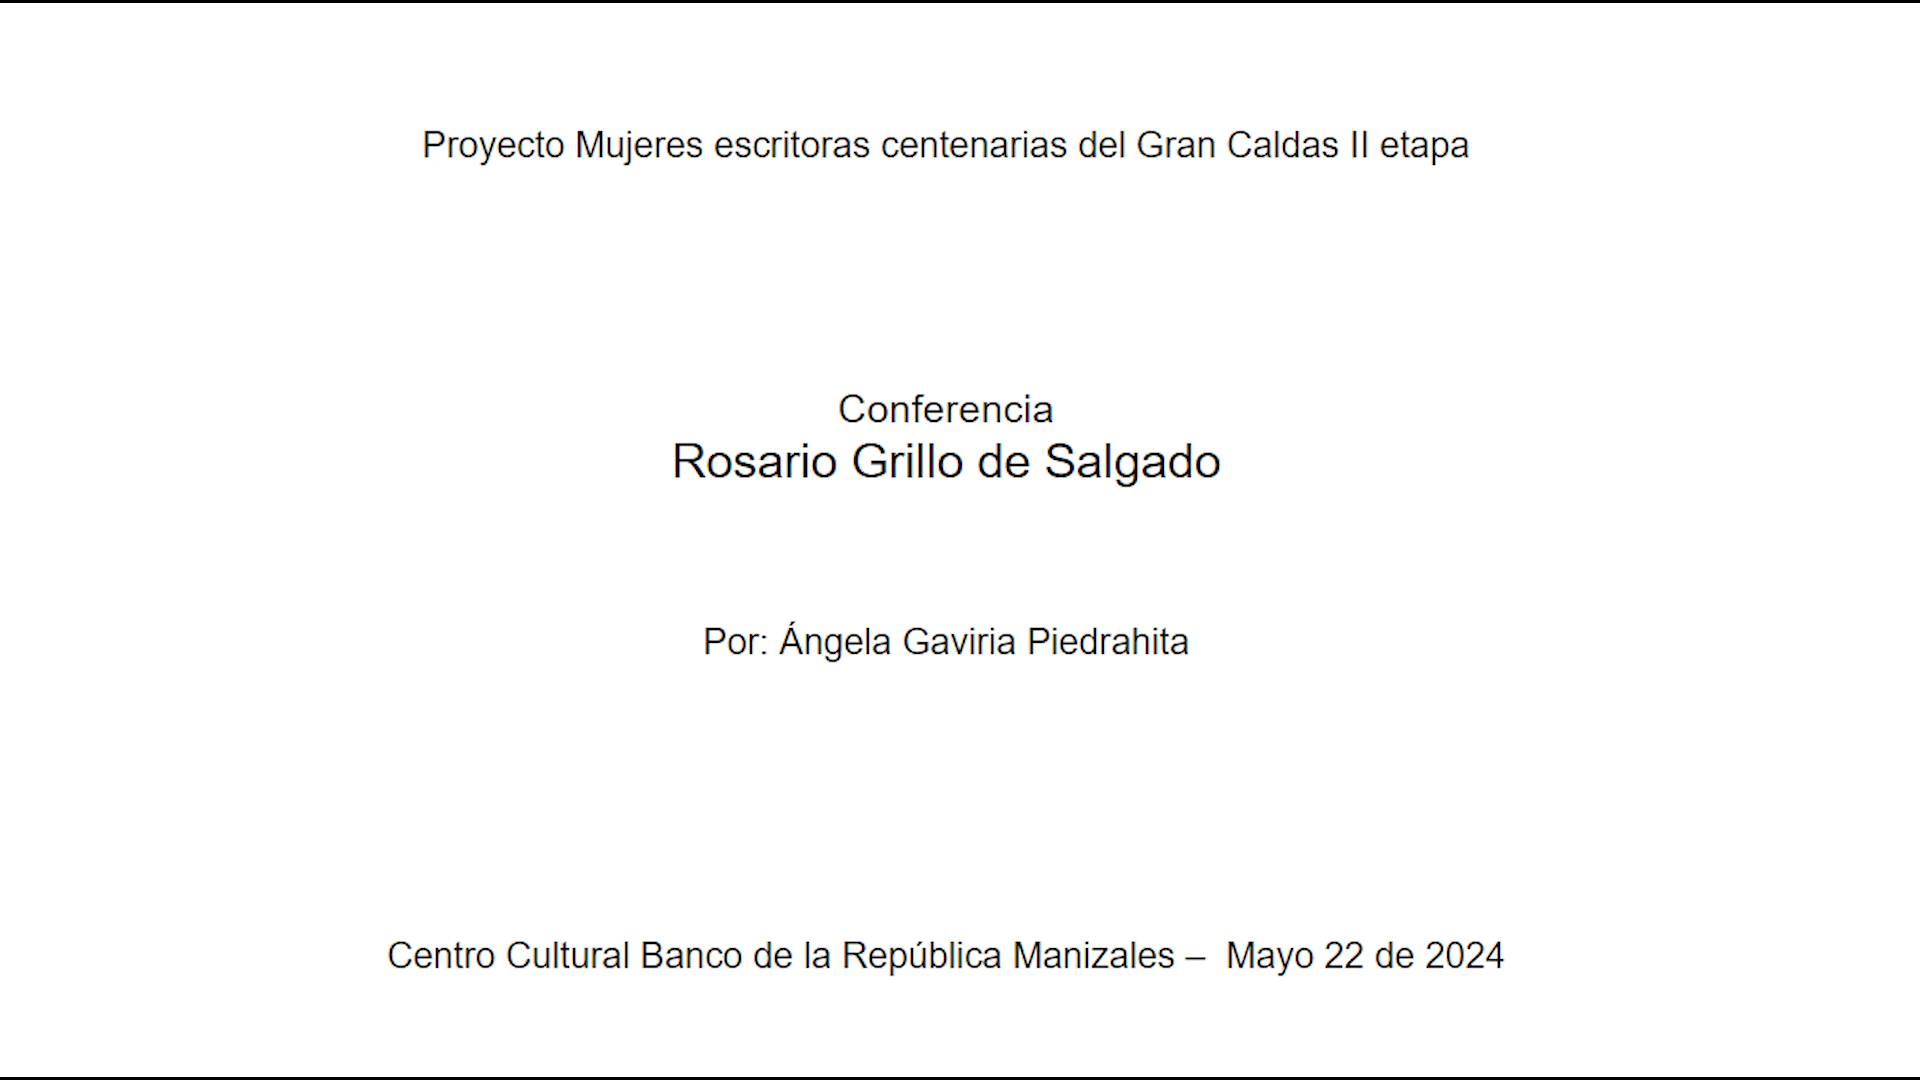 Proyecto Mujeres escritoras centenarias del Gran Caldas II etapa
Conferencia
Rosario Grillo de Salgado
Por: Ángela Gaviria Piedrahita
Centro Cultural Banco de la República Manizales –  Mayo 22 de 2024